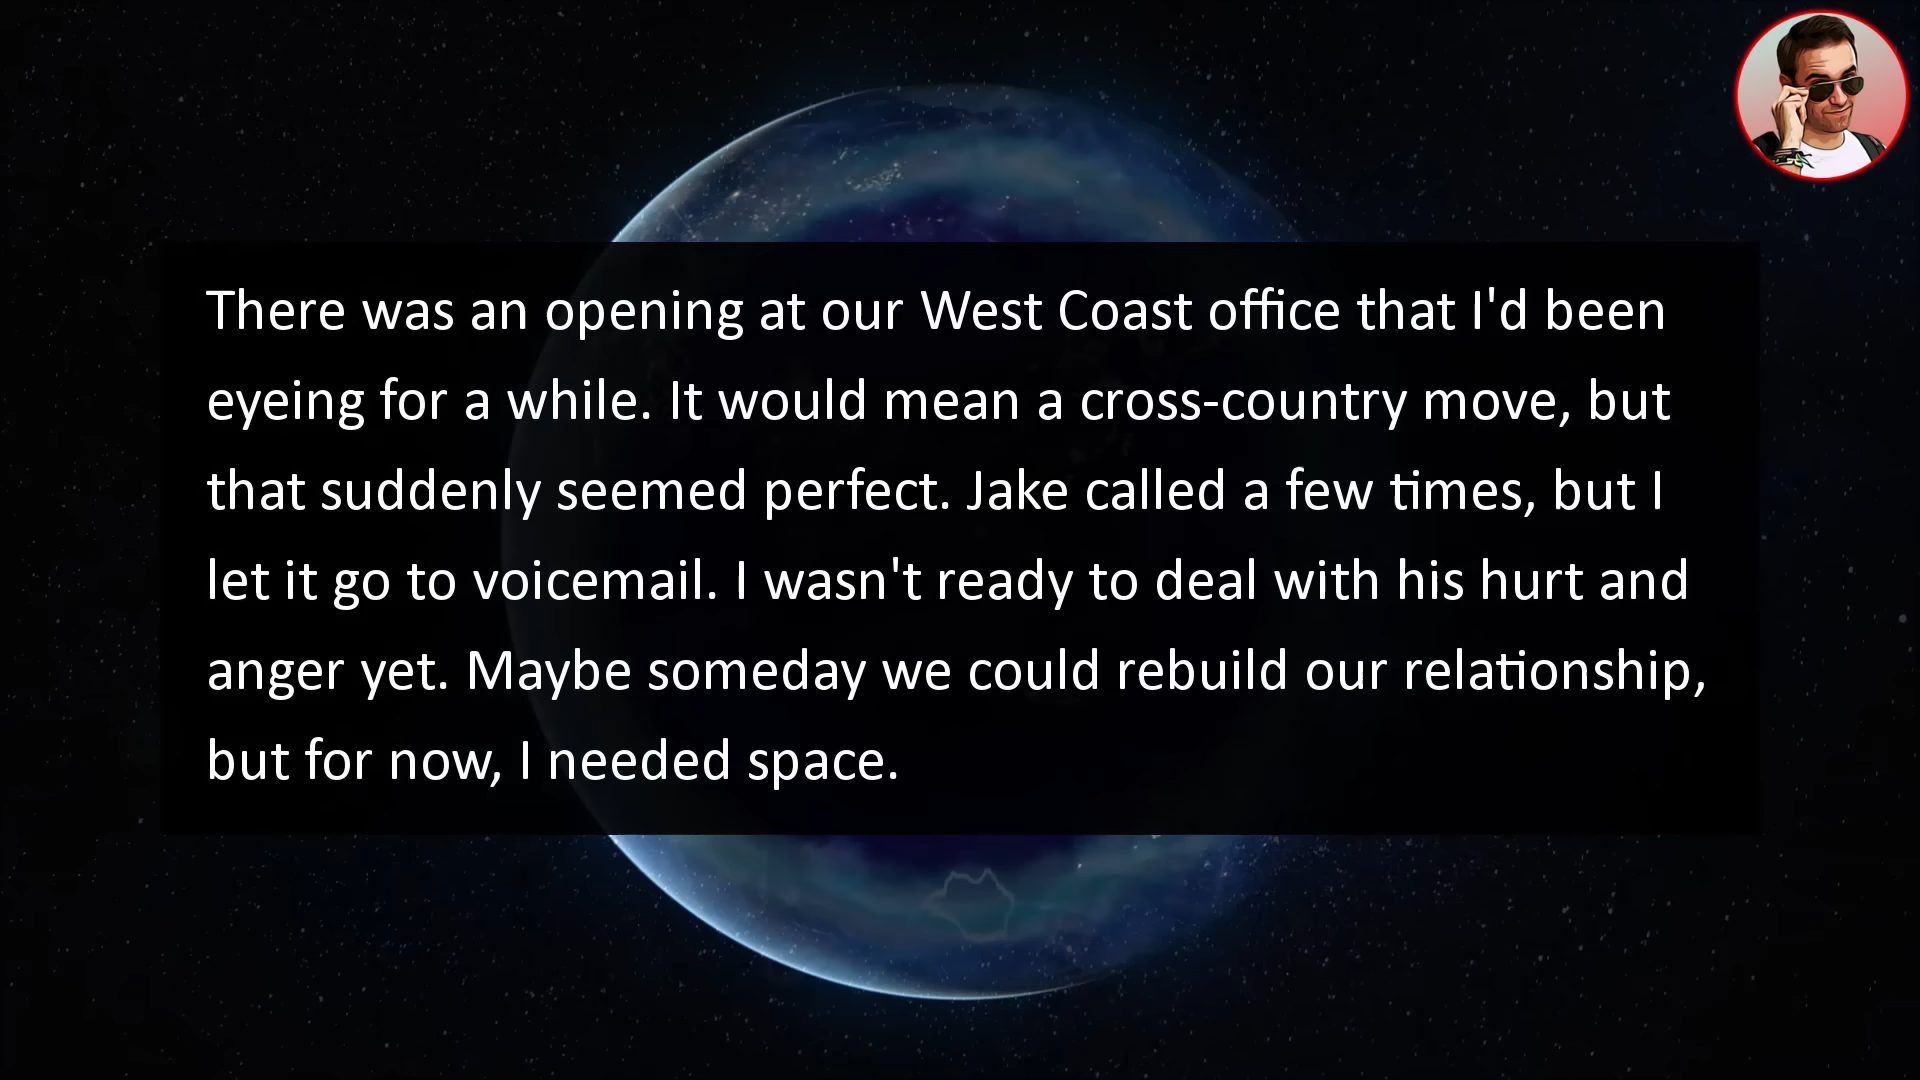 There was an opening at our West Coast office that I'd been
eyeing for a while. It would mean a cross-country move, but
that suddenly seemed perfect. Jake called a few times, but I
let it go to voicemail. I wasn't ready to deal with his hurt and
anger yet. Maybe someday we could rebuild our relationship,
but for now, I needed space.